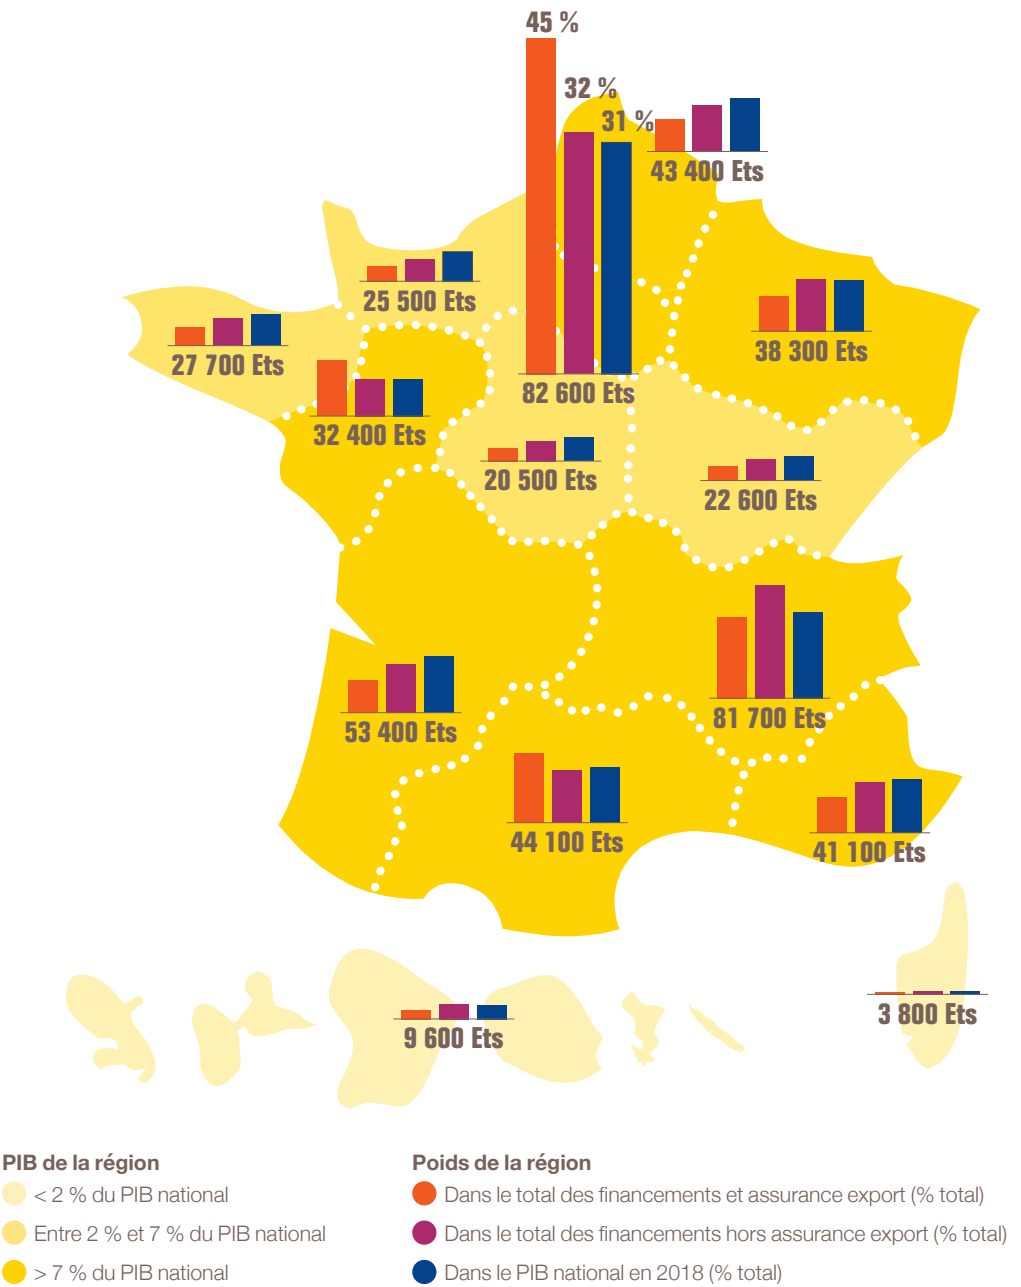 45 %
32 %
31 %
43 400 Ets
25 500 Ets
38 300 Ets
27 700 Ets
82 600 Ets
32 400 Ets
20 500 Ets
22 600 Ets
53 400 Ets
81 700 Ets
44 100 Ets
41 100 Ets
9 600 Ets
3 800 Ets
PIB de la région
< 2 % du PIB national
Entre 2 % et 7 % du PIB national
> 7 % du PIB national
Poids de la région
Dans le total des financements et assurance export (% total)
Dans le total des financements hors assurance export (% total)
Dans le PIB national en 2018 (% total)